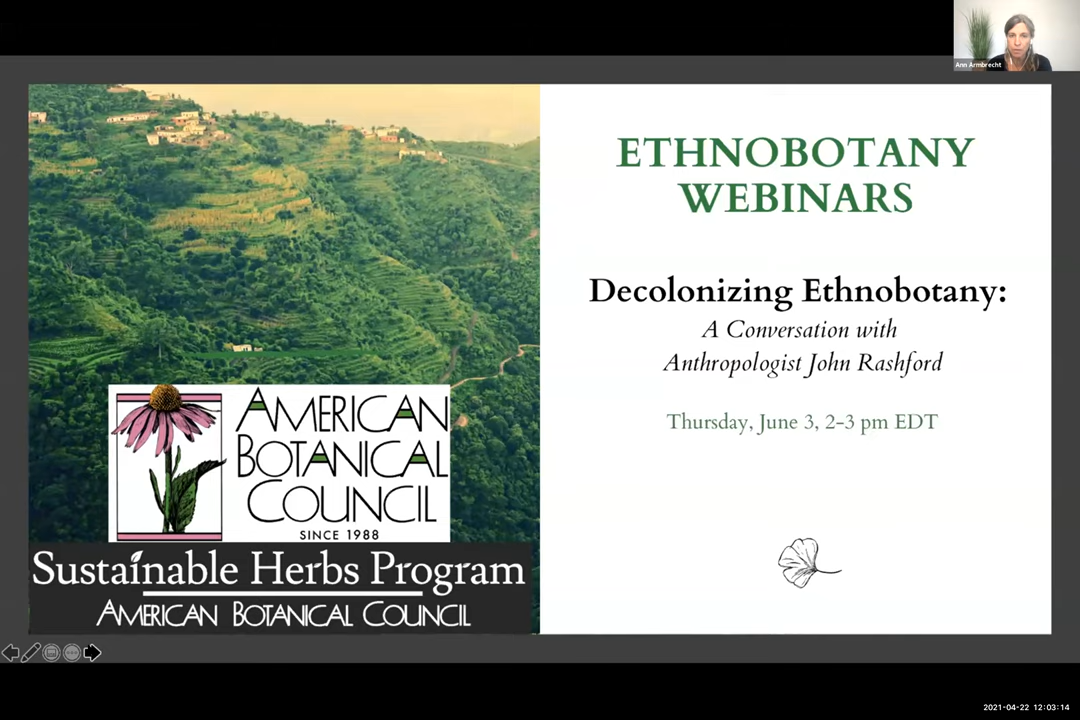 Ann Armbrecht
ETHNOBOTANY
WEBINARS
Decolonizing Ethnobotany:
A Conversation with
Anthropologist John Rashford
Thursday, June 3, 2-3 pm EDT
AMERICAN
BOTANICAL
COUNCIL
SINCE 1988
Sustainable Herbs Program
AMERICAN BOTANICAL COUNCIL
2021-04-22 12:03:14